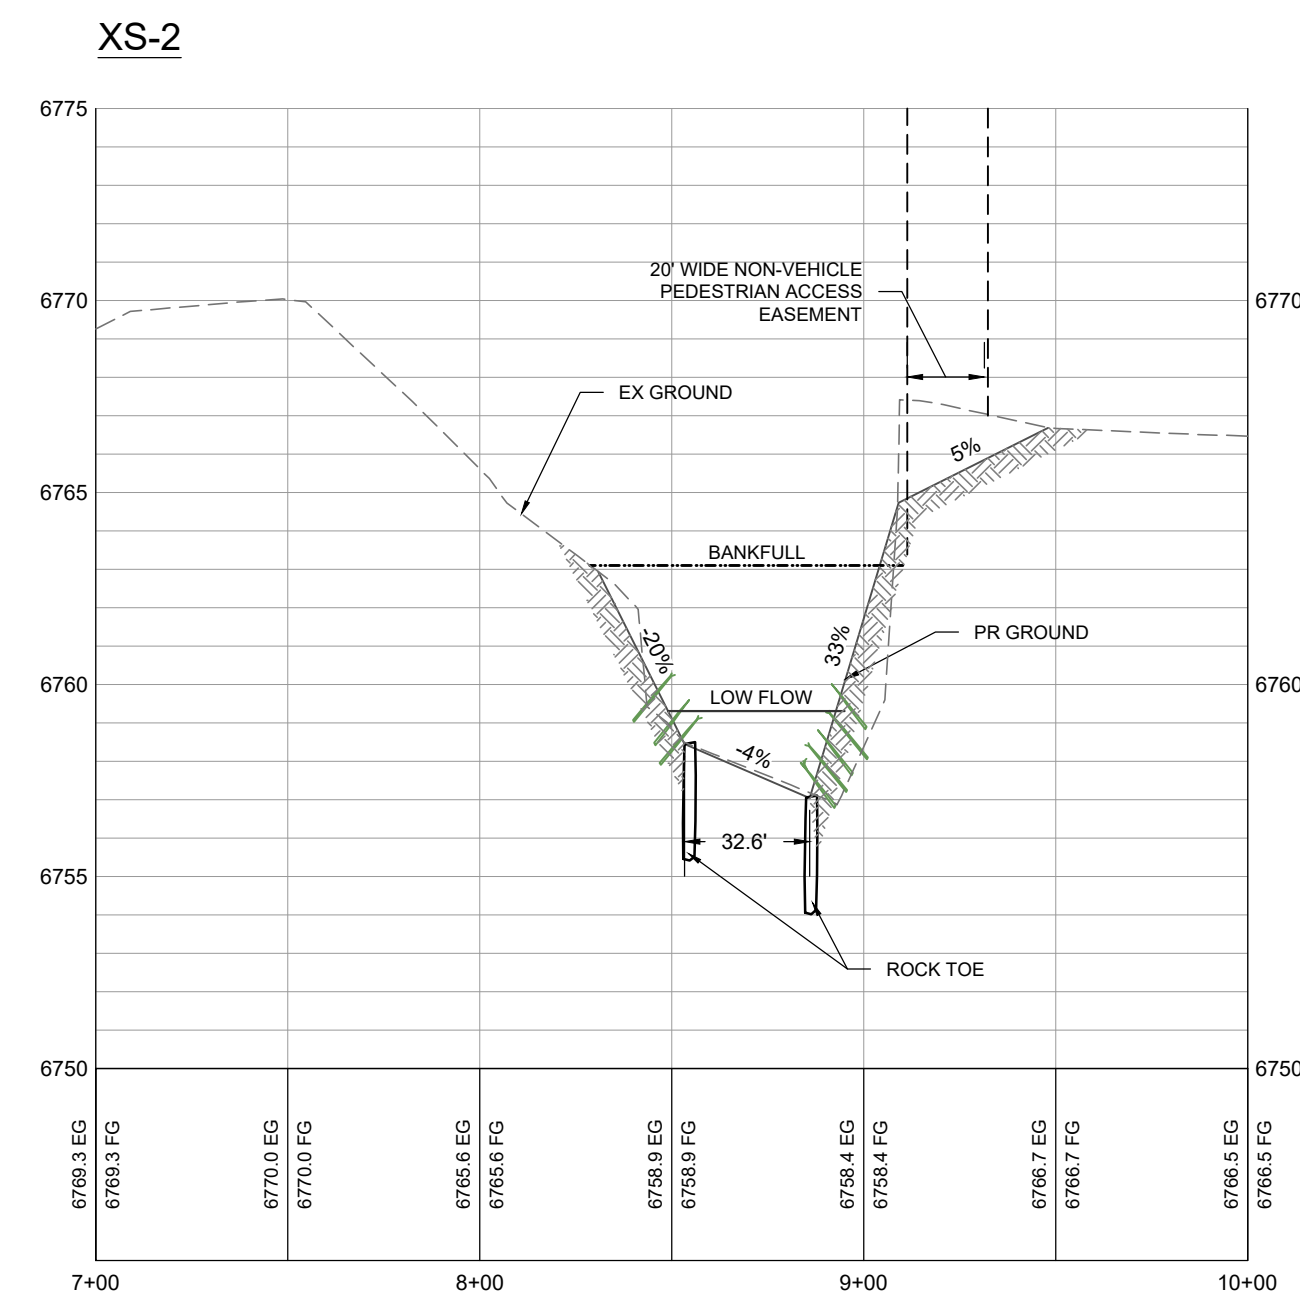 XS-2
6775
20' WIDE NON-VEHICLE
PEDESTRIAN ACCESS
EASEMENT
6770
6770
EX GROUND
5%
6765
BANKFULL
-20%
33%
PR GROUND
6760
6760
LOW FLOW
-4%
32.6'
6755
ROCK TOE
6750
6750
6769.3 EG
6769.3 FG
6770.0 EG
6770.0 FG
6765.6 EG
6765.6 FG
6758.9 EG
6758.9 FG
6758.4 EG
6758.4 FG
6766.7 EG
6766.7 FG
6766.5 EG
6766.5 FG
7+00
8+00
9+00
10+00